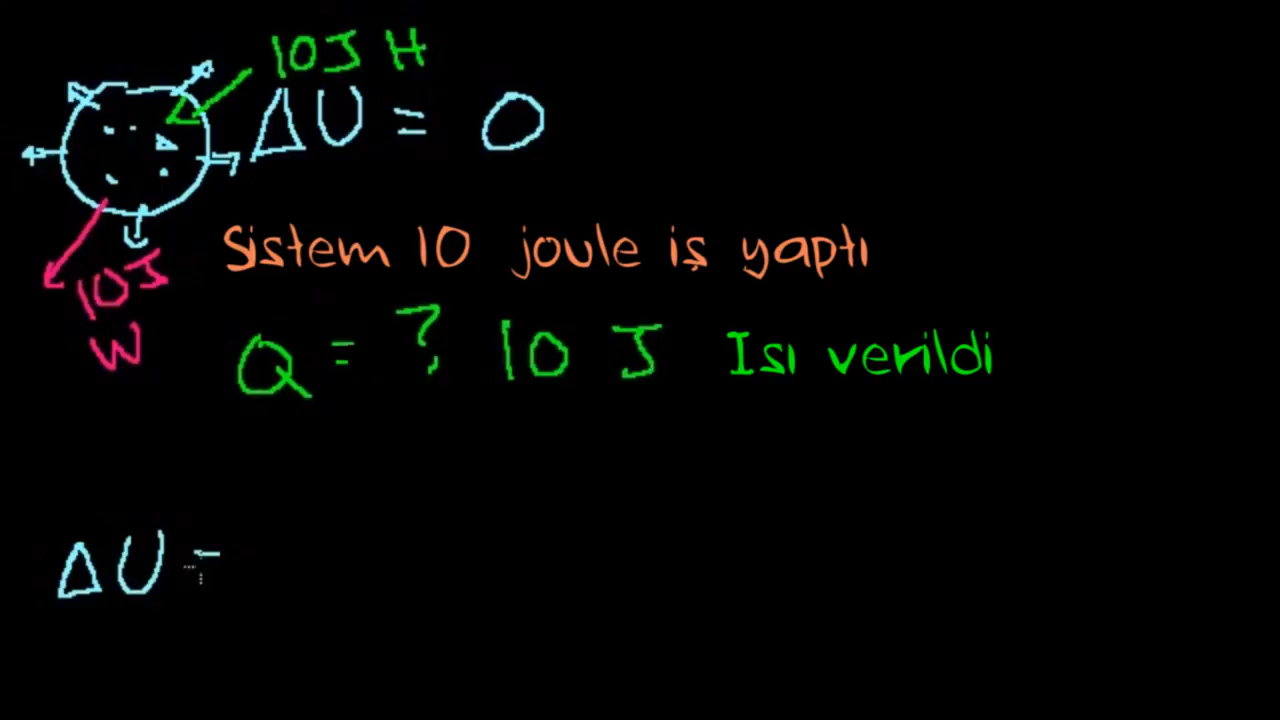 10J H
ΔU = 0
Sistem 10 joule iş yaptı
10J
W
Q = ? 10 J Isı verildi
ΔU =